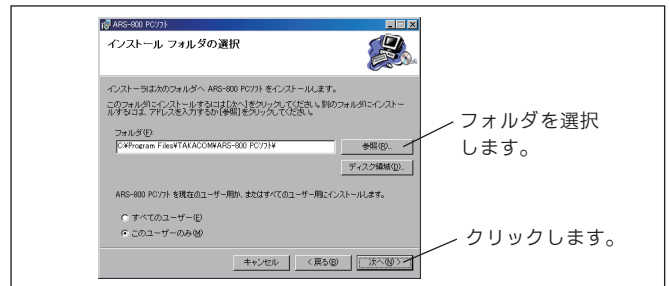 ARS-800 PCソフト
インストール フォルダの選択
インストーラは次のフォルダへ ARS-800 PCソフト をインストールします。
このフォルダにインストールするには[次へ]をクリックしてください。別のフォルダにインストー
ルするには、アドレスを入力するか[参照]をクリックしてください。
フォルダ(F):
C:¥Program Files¥TAKACOM¥ARS-800 PCソフト¥
参照(R)...
フォルダを選択
します。
ディスク領域(D)...
ARS-800 PCソフト を現在のユーザー用か、またはすべてのユーザー用にインストールします。
すべてのユーザー(E)
このユーザーのみ(M)
キャンセル
< 戻る(B)
次へ(N) >
クリックします。